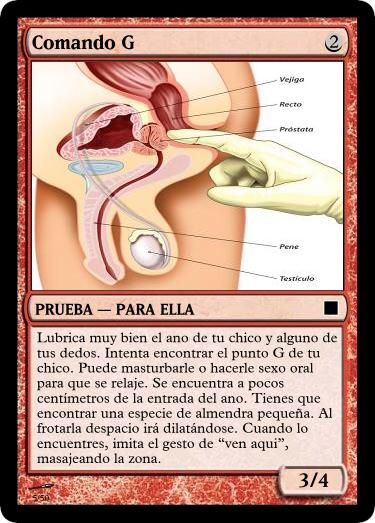 Comando G 2
Vejiga
Recto
Próstata
Pene
Testículo
PRUEBA — PARA ELLA
Lubrica muy bien el ano de tu chico y alguno de
tus dedos. Intenta encontrar el punto G de tu
chico. Puede masturbarle o hacerle sexo oral
para que se relaje. Se encuentra a pocos
centímetros de la entrada del ano. Tienes que
encontrar una especie de almendra pequeña. Al
frotarla despacio irá dilatándose. Cuando lo
encuentres, imita el gesto de “ven aqui”,
masajeando la zona.
3/4
5/50